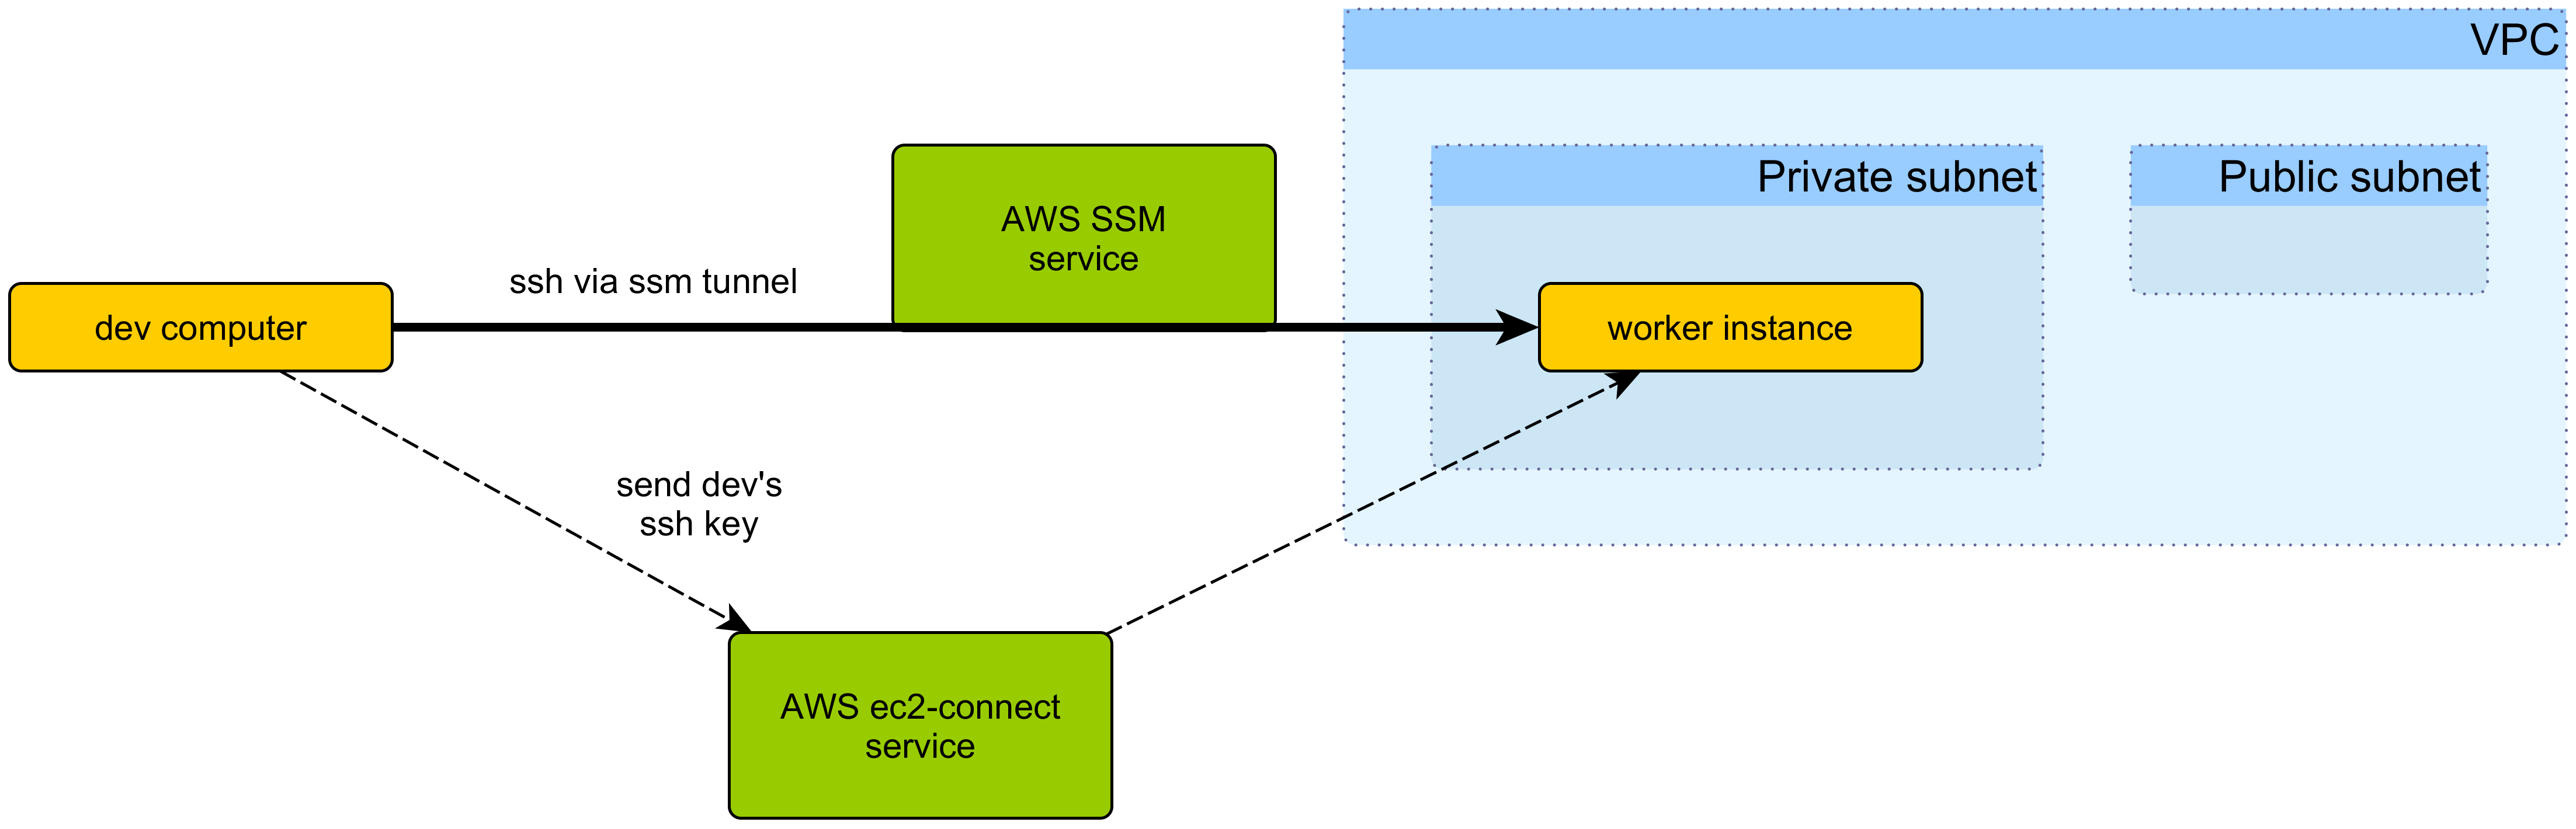 VPC
Private subnet
Public subnet
AWS SSM
service
ssh via ssm tunnel
dev computer
worker instance
send dev's
ssh key
AWS ec2-connect
service